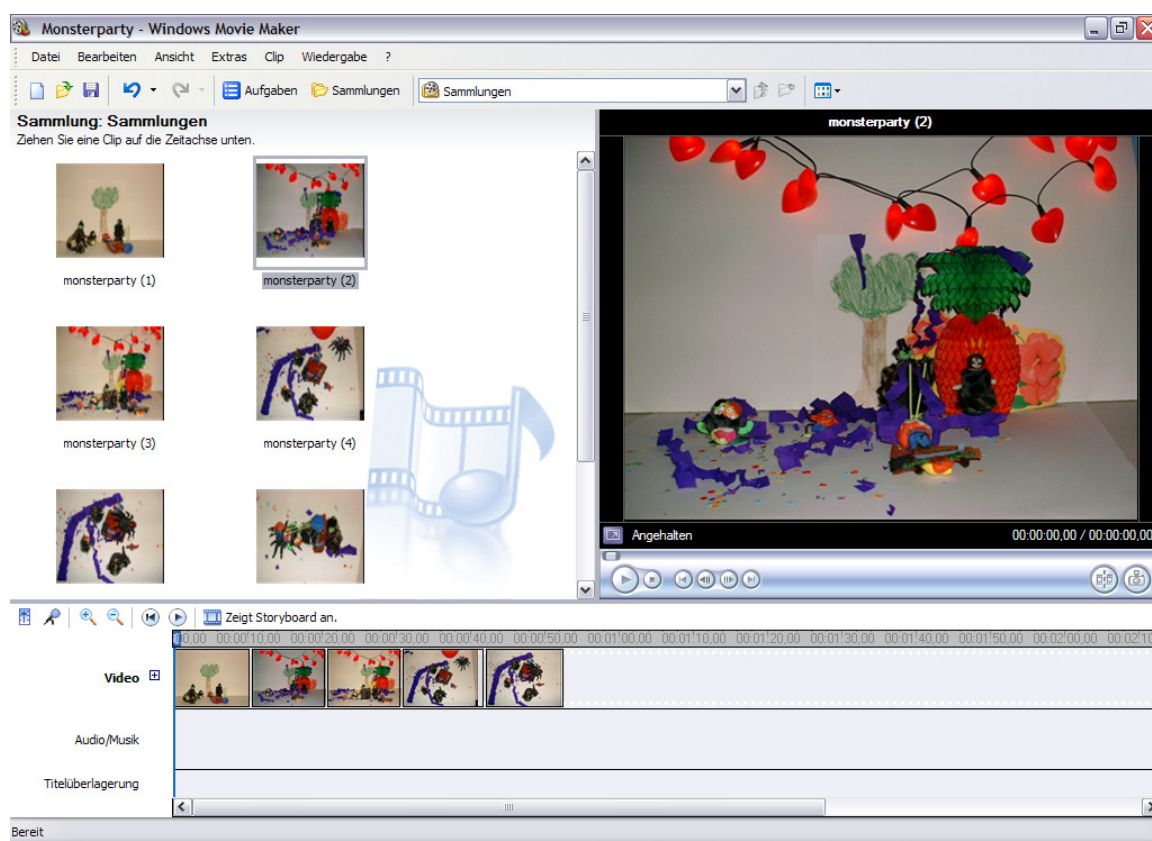 Monsterparty - Windows Movie Maker
Datei Bearbeiten Ansicht Extras Clip Wiedergabe ?
Aufgaben Sammlungen Sammlungen
Sammlung: Sammlungen
Ziehen Sie eine Clip auf die Zeitachse unten.
monsterparty (1) monsterparty (2)
monsterparty (3) monsterparty (4)
monsterparty (2)
Angehalten 00:00:00,00 / 00:00:00,00
Zeigt Storyboard an.
00:00'10,00 00:00'20,00 00:00'30,00 00:00'40,00 00:00'50,00 00:01'00,00 00:01'10,00 00:01'20,00 00:01'30,00 00:01'40,00 00:01'50,00 00:02'00,00
Video
Audio/Musik
Titelüberlagerung
Bereit